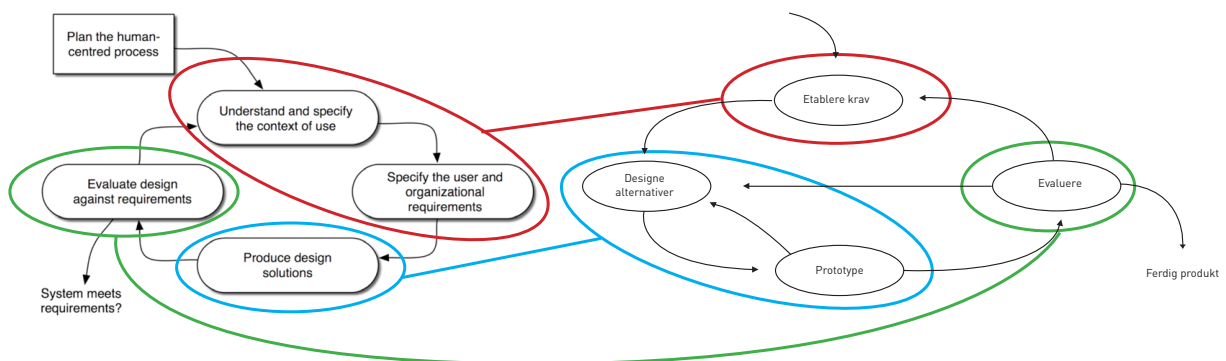 Plan the human-
centred process
Understand and specify
the context of use
Specify the user and
organizational
requirements
Produce design
solutions
Evaluate design
against requirements
System meets
requirements?
Etablere krav
Designe
alternativer
Prototype
Evaluere
Ferdig produkt